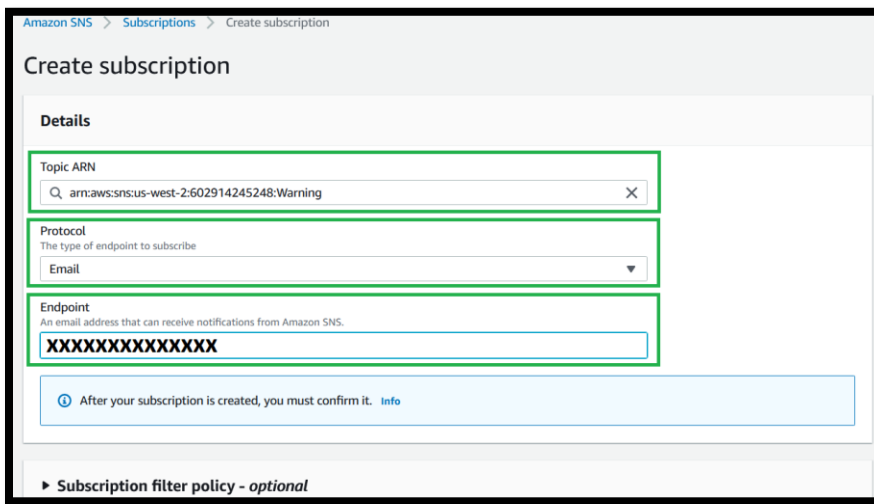 Amazon SNS > Subscriptions > Create subscription
Create subscription
Details
Topic ARN
arn:aws:sns:us-west-2:602914245248:Warning
Protocol
The type of endpoint to subscribe
Email
Endpoint
An email address that can receive notifications from Amazon SNS.
XXXXXXXXXXXXXX
After your subscription is created, you must confirm it. Info
Subscription filter policy - optional